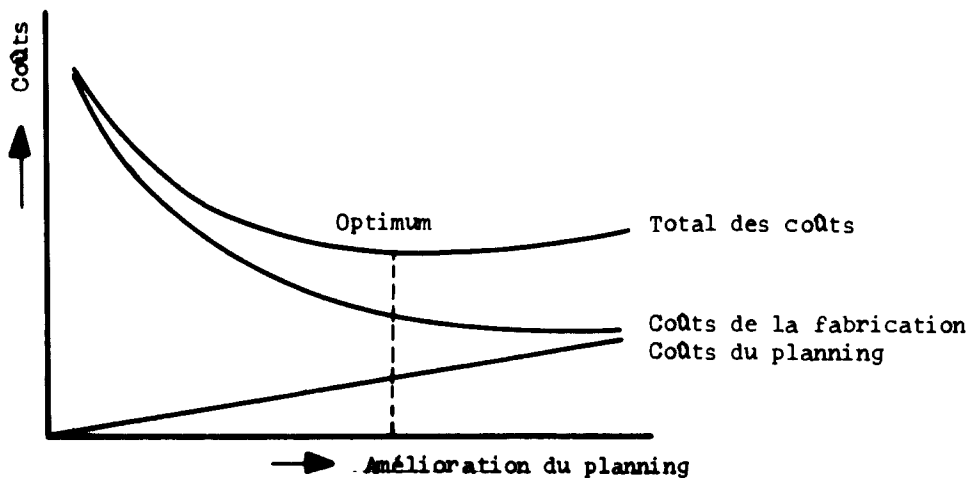 Coûts
Optimum
Total des coûts
Coûts de la fabrication
Coûts du planning
Amélioration du planning